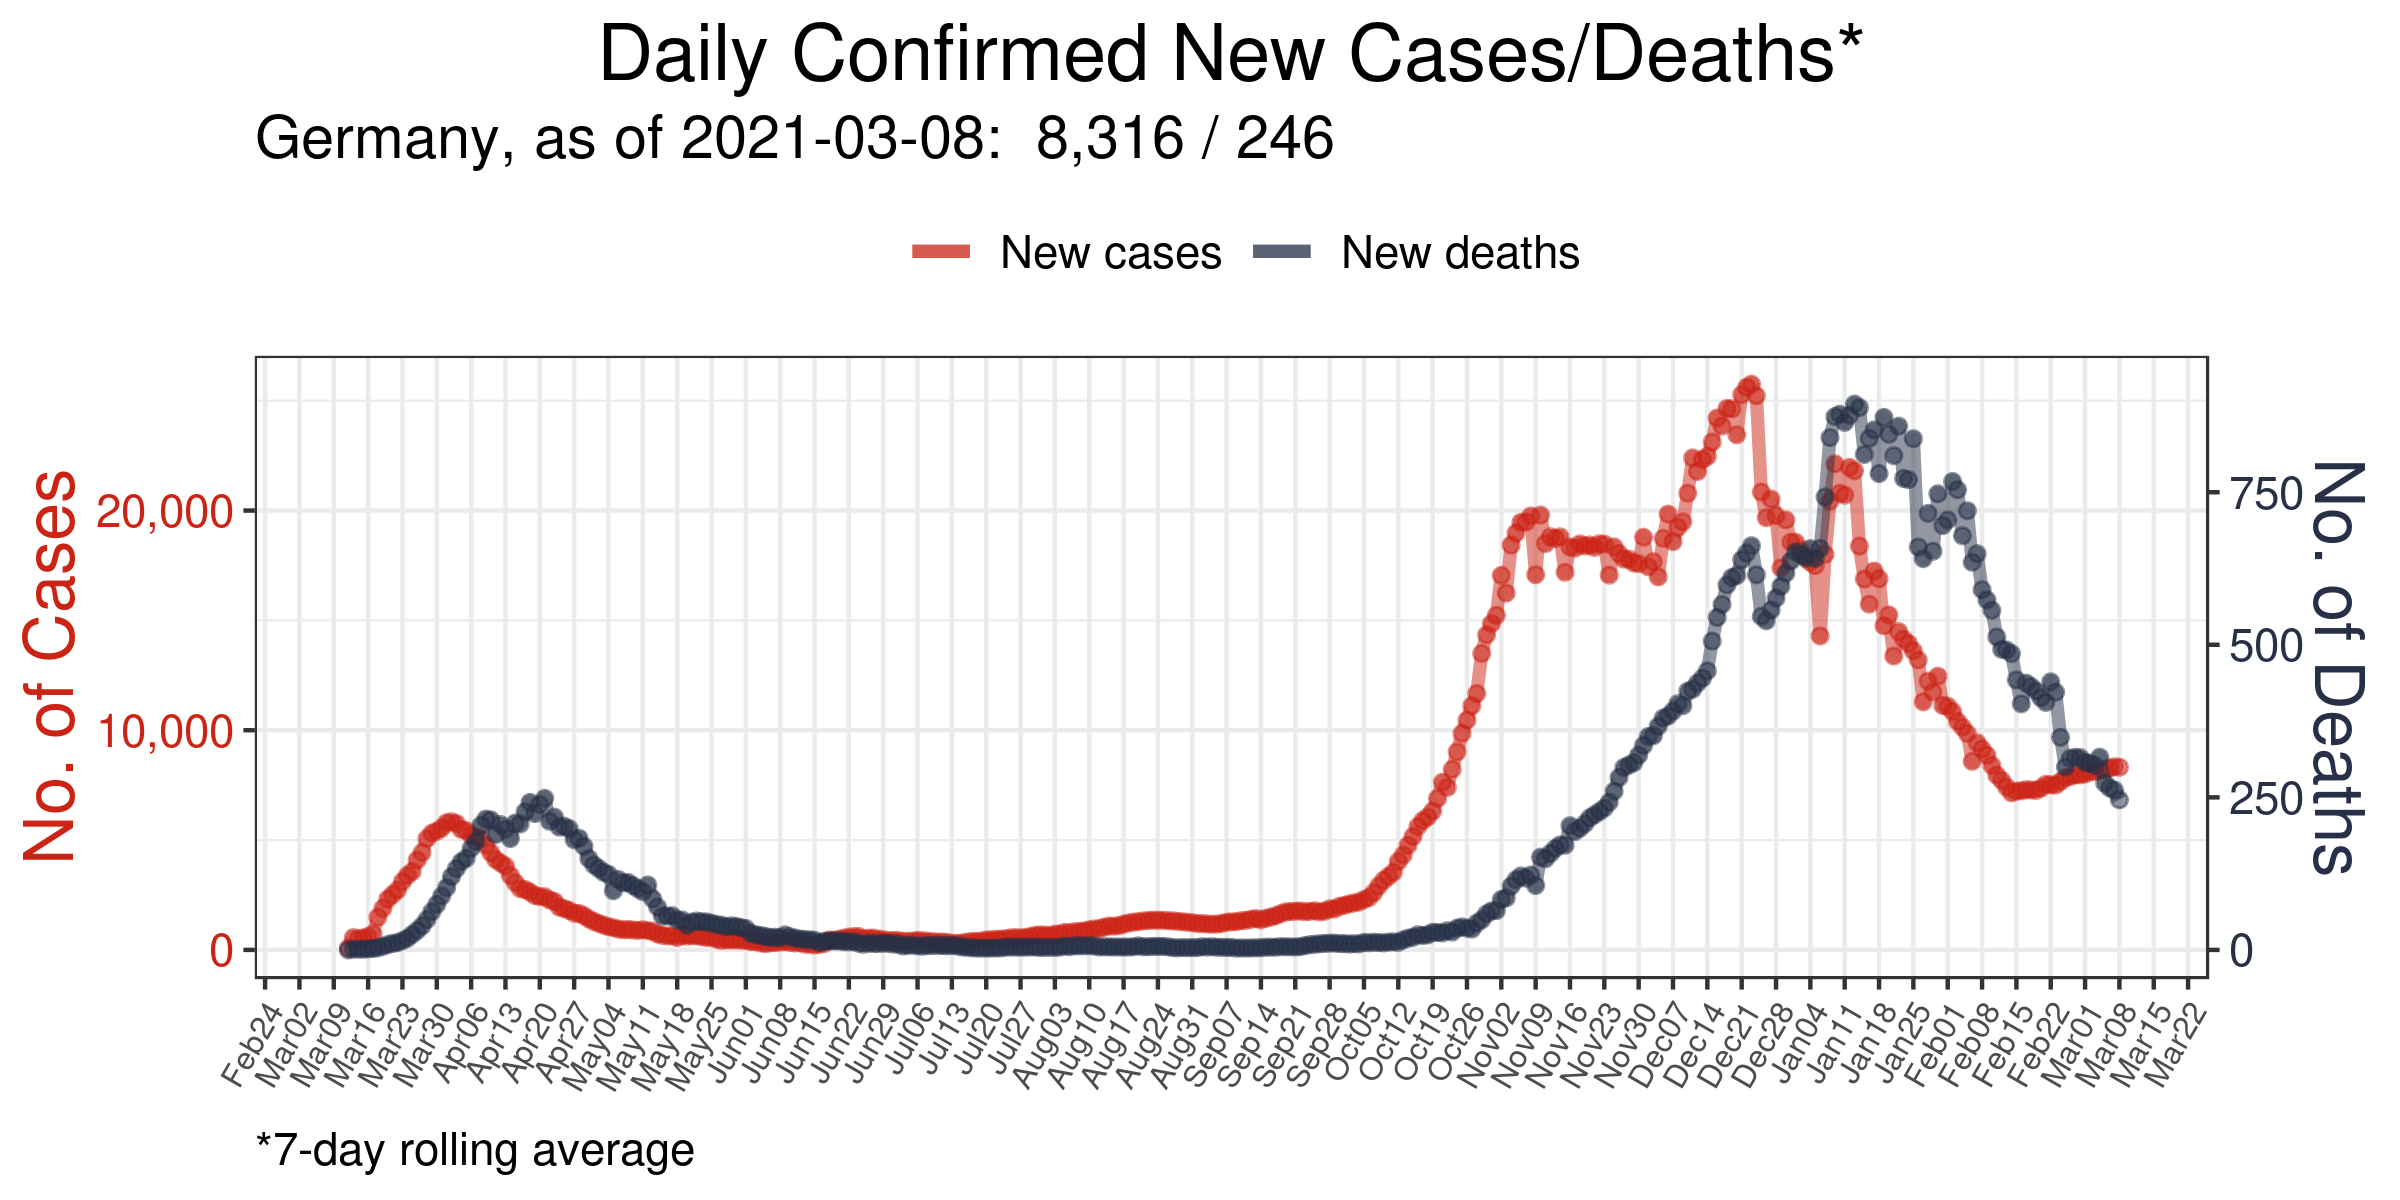 Daily Confirmed New Cases/Deaths*
Germany, as of 2021-03-08:  8,316 / 246
New cases
New deaths
No. of Cases
20,000
10,000
0
750
500
250
0
No. of Deaths
Feb24
Mar02
Mar09
Mar16
Mar23
Mar30
Apr06
Apr13
Apr20
Apr27
May04
May11
May18
May25
Jun01
Jun08
Jun15
Jun22
Jun29
Jul06
Jul13
Jul20
Jul27
Aug03
Aug10
Aug17
Aug24
Aug31
Sep07
Sep14
Sep21
Sep28
Oct05
Oct12
Oct19
Oct26
Nov02
Nov09
Nov16
Nov23
Nov30
Dec07
Dec14
Dec21
Dec28
Jan04
Jan11
Jan18
Jan25
Feb01
Feb08
Feb15
Feb22
Mar01
Mar08
Mar15
Mar22
*7-day rolling average